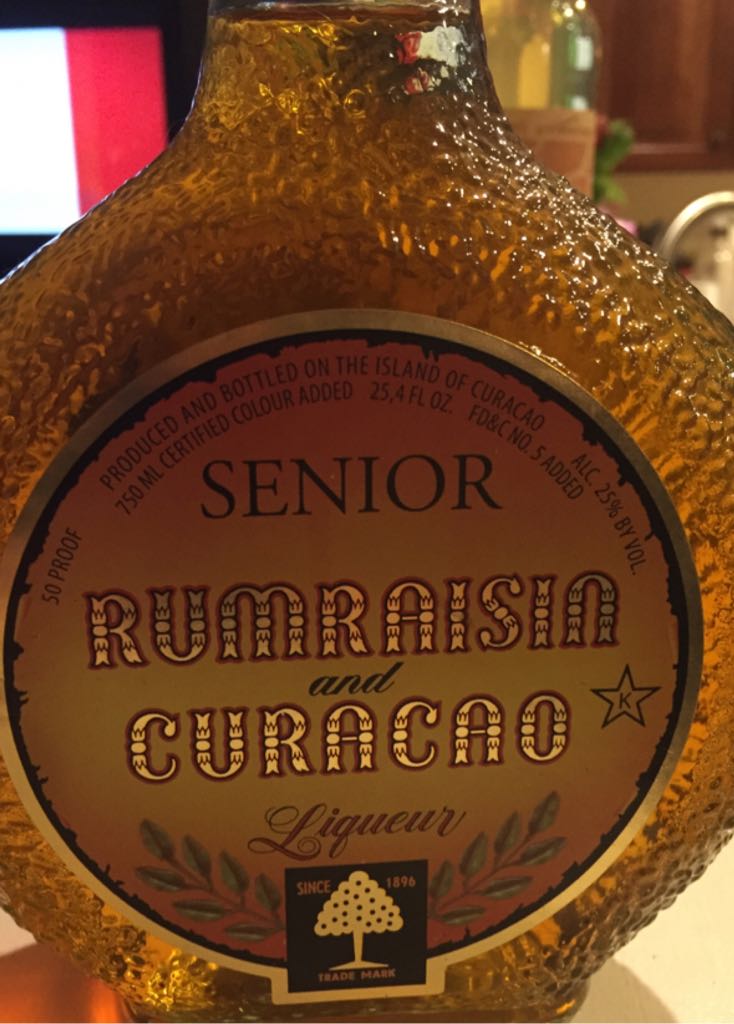 PRODUCED AND BOTTLED ON THE ISLAND OF CURACAO
750 ML CERTIFIED COLOUR ADDED 25,4 FL OZ. FD&C NO. 5 ADDED
50 PROOF
ALC. 25% BY VOL.
SENIOR
RUMRAISIN
and
CURACAO
K
Liqueur
SINCE 1896
TRADE MARK